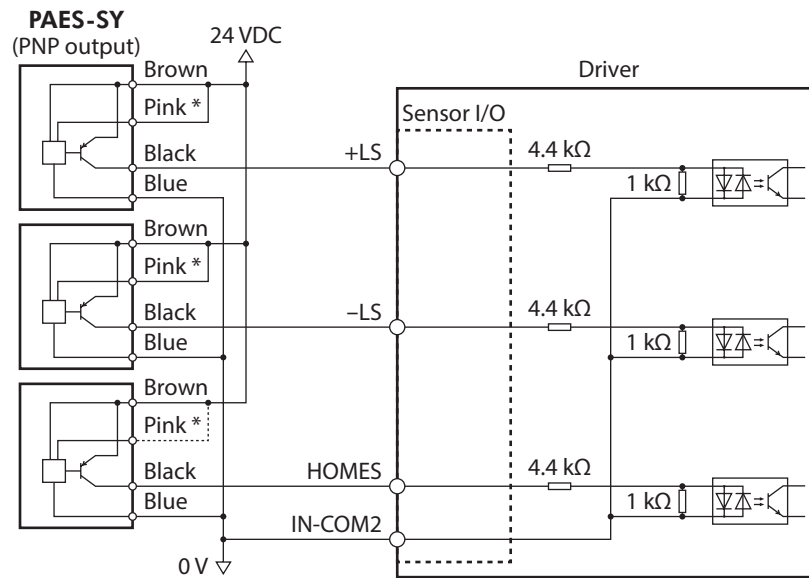 PAES-SY
(PNP output)
24 VDC
Driver
Brown
Pink *
Sensor I/O
Black
+LS
4.4 kΩ
Blue
1 kΩ
Brown
Pink *
Black
–LS
4.4 kΩ
Blue
1 kΩ
Brown
Pink *
Black
HOMES
4.4 kΩ
Blue
1 kΩ
IN-COM2
0 V